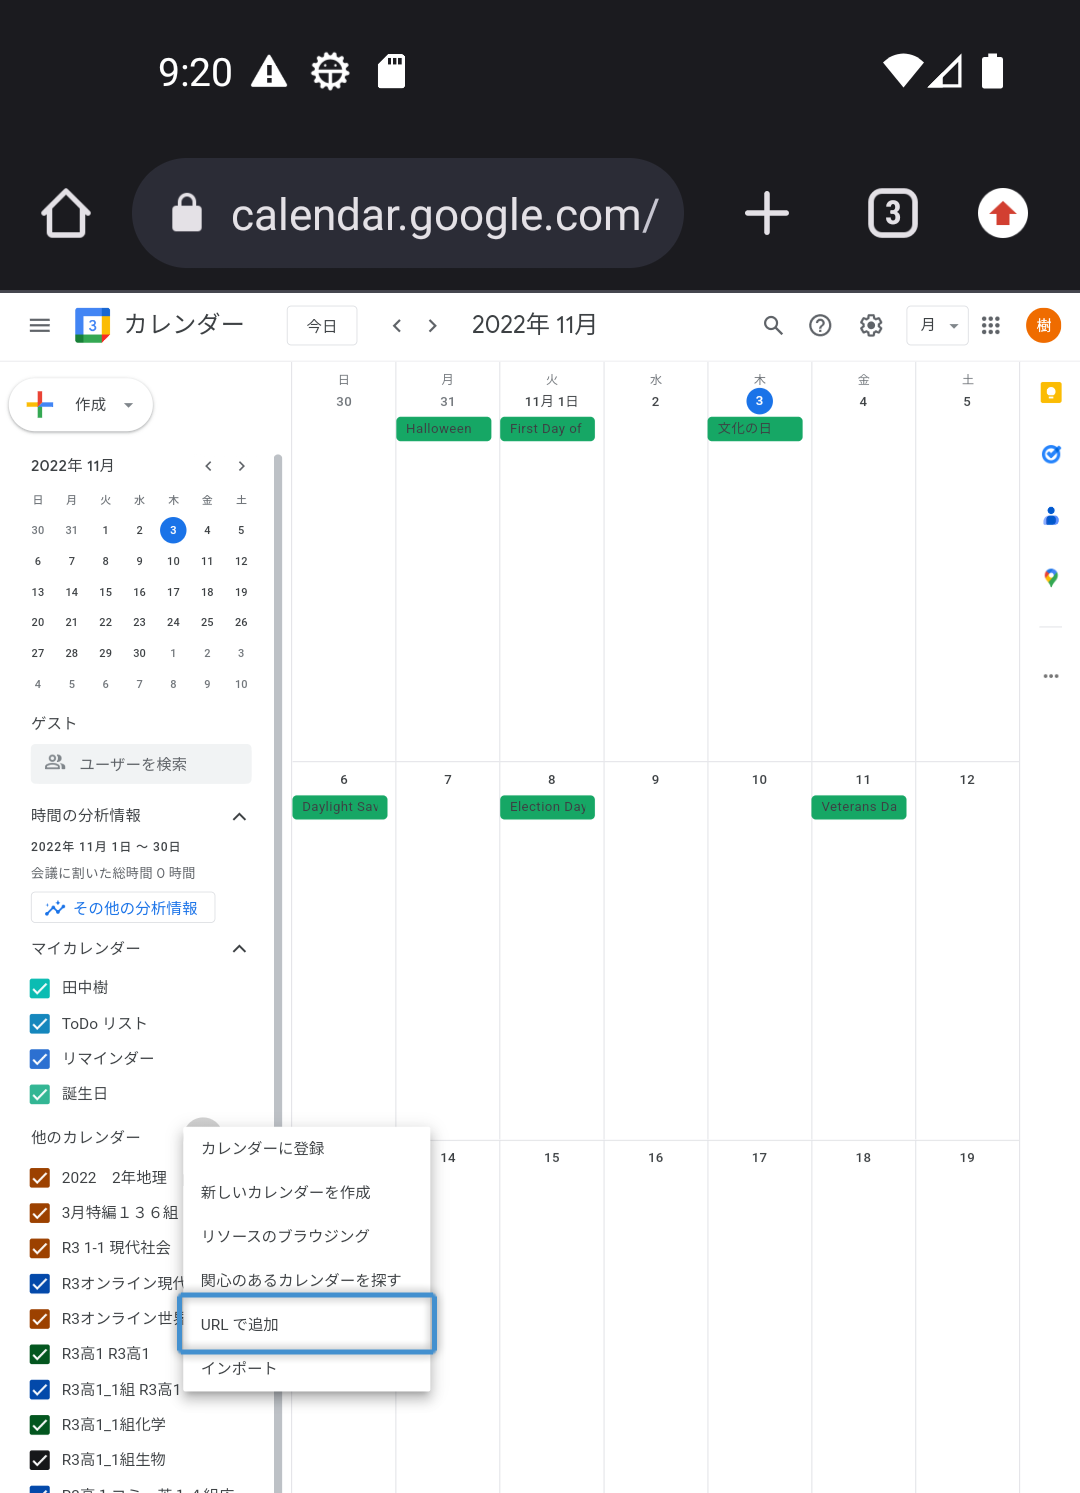 9:20
calendar.google.com/
3
3
カレンダー
今日
2022年 11月
月
樹
作成
日 月 火 水 木 金 土
30 31 11月 1日 2 3 4 5
Halloween First Day of 文化の日
2022年 11月
日 月 火 水 木 金 土
30 31 1 2 3 4 5
6 7 8 9 10 11 12
13 14 15 16 17 18 19
20 21 22 23 24 25 26
27 28 29 30 1 2 3
4 5 6 7 8 9 10
ゲスト
ユーザーを検索
6 7 8 9 10 11 12
Daylight Sav Election Day Veterans Da
時間の分析情報
2022年 11月 1日 ～ 30日
会議に割いた総時間 0 時間
その他の分析情報
マイカレンダー
田中樹
ToDo リスト
リマインダー
誕生日
他のカレンダー
14 15 16 17 18 19
カレンダーに登録
新しいカレンダーを作成
リソースのブラウジング
関心のあるカレンダーを探す
URL で追加
インポート
2022　2年地理
3月特編１３６組
R3 1-1 現代社会
R3オンライン現代
R3オンライン世界
R3高1 R3高1
R3高1_1組 R3高1
R3高1_1組化学
R3高1_1組生物